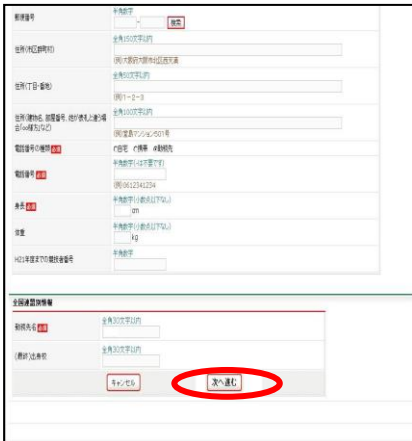 郵便番号
半角数字
- 検索
住所(市区郡町村)
全角150文字以内
(例)大阪府大阪市北区西天満
住所(丁目・番地)
全角50文字以内
(例)1-2-3
住所(建物名、部屋番号、姓が表札と違う場合「○○様方」など)
全角100文字以内
(例)堂島マンション501号
電話番号の種類 必須
自宅 携帯 勤務先
電話番号 必須
半角数字(-は不要です)
(例)0612341234
身長 必須
半角数字(小数点以下なし)
cm
体重
半角数字(小数点以下なし)
kg
H21年度までの競技者番号
半角数字
全国連盟別情報
勤務先名 必須
全角30文字以内
(最終)出身校
全角30文字以内
キャンセル
次へ進む